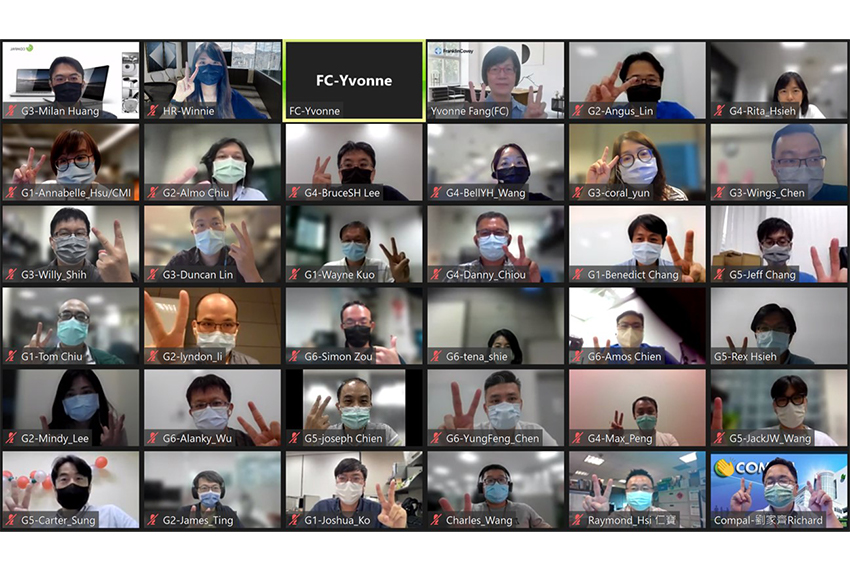 G3-Milan Huang
HR-Winnie
FC-Yvonne
FC-Yvonne
FranklinCovey
Yvonne Fang(FC)
G2-Angus_Lin
G4-Rita_Hsieh
G1-Annabelle_Hsu/CMI
G2-Almo Chiu
G4-BruceSH Lee
G4-BellYH_Wang
G3-coral_yun
G3-Wings_Chen
G3-Willy_Shih
G3-Duncan Lin
G1-Wayne Kuo
G4-Danny_Chiou
G1-Benedict Chang
G5-Jeff Chang
G1-Tom Chiu
G2-lyndon_li
G6-Simon Zou
G6-tena_shie
G6-Amos Chien
G5-Rex Hsieh
G2-Mindy_Lee
G6-Alanky_Wu
G5-joseph Chien
G6-YungFeng_Chen
G4-Max_Peng
G5-JackJW_Wang
G5-Carter_Sung
G2-James_Ting
G1-Joshua_Ko
Charles_Wang
Raymond_Hsi 仁寶
COM
Compal-劉家齊Richard